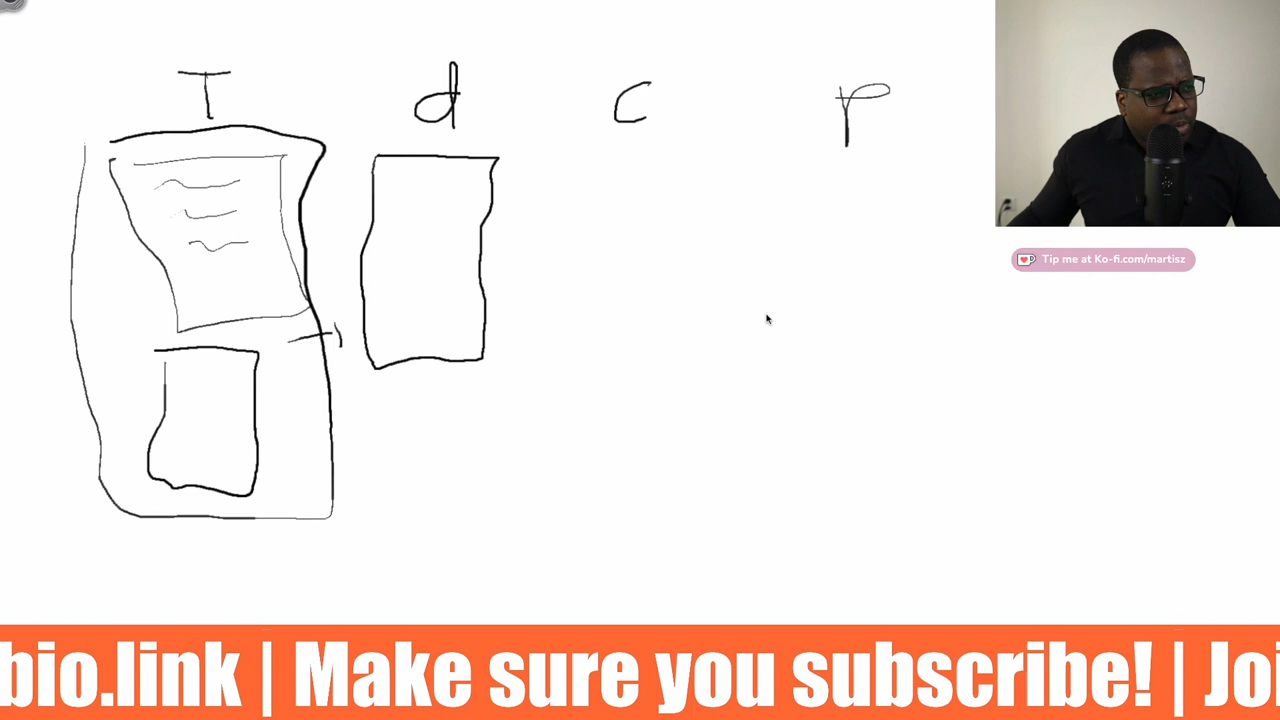 T d c r
Tip me at Ko-fi.com/martisz
bio.link | Make sure you subscribe! | Joi